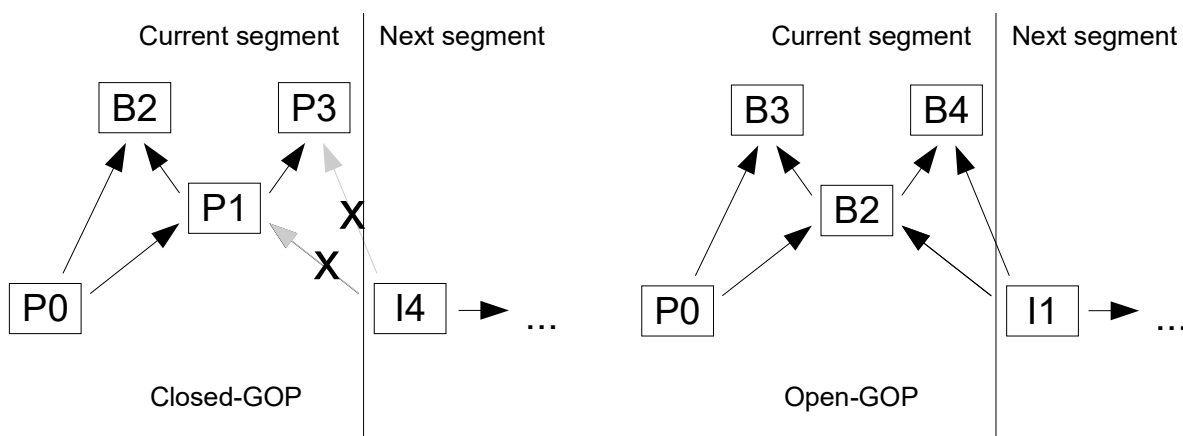 Current segment
Next segment
B2
P3
P1
X
X
P0
I4
...
Closed-GOP
Current segment
Next segment
B3
B4
B2
P0
I1
...
Open-GOP